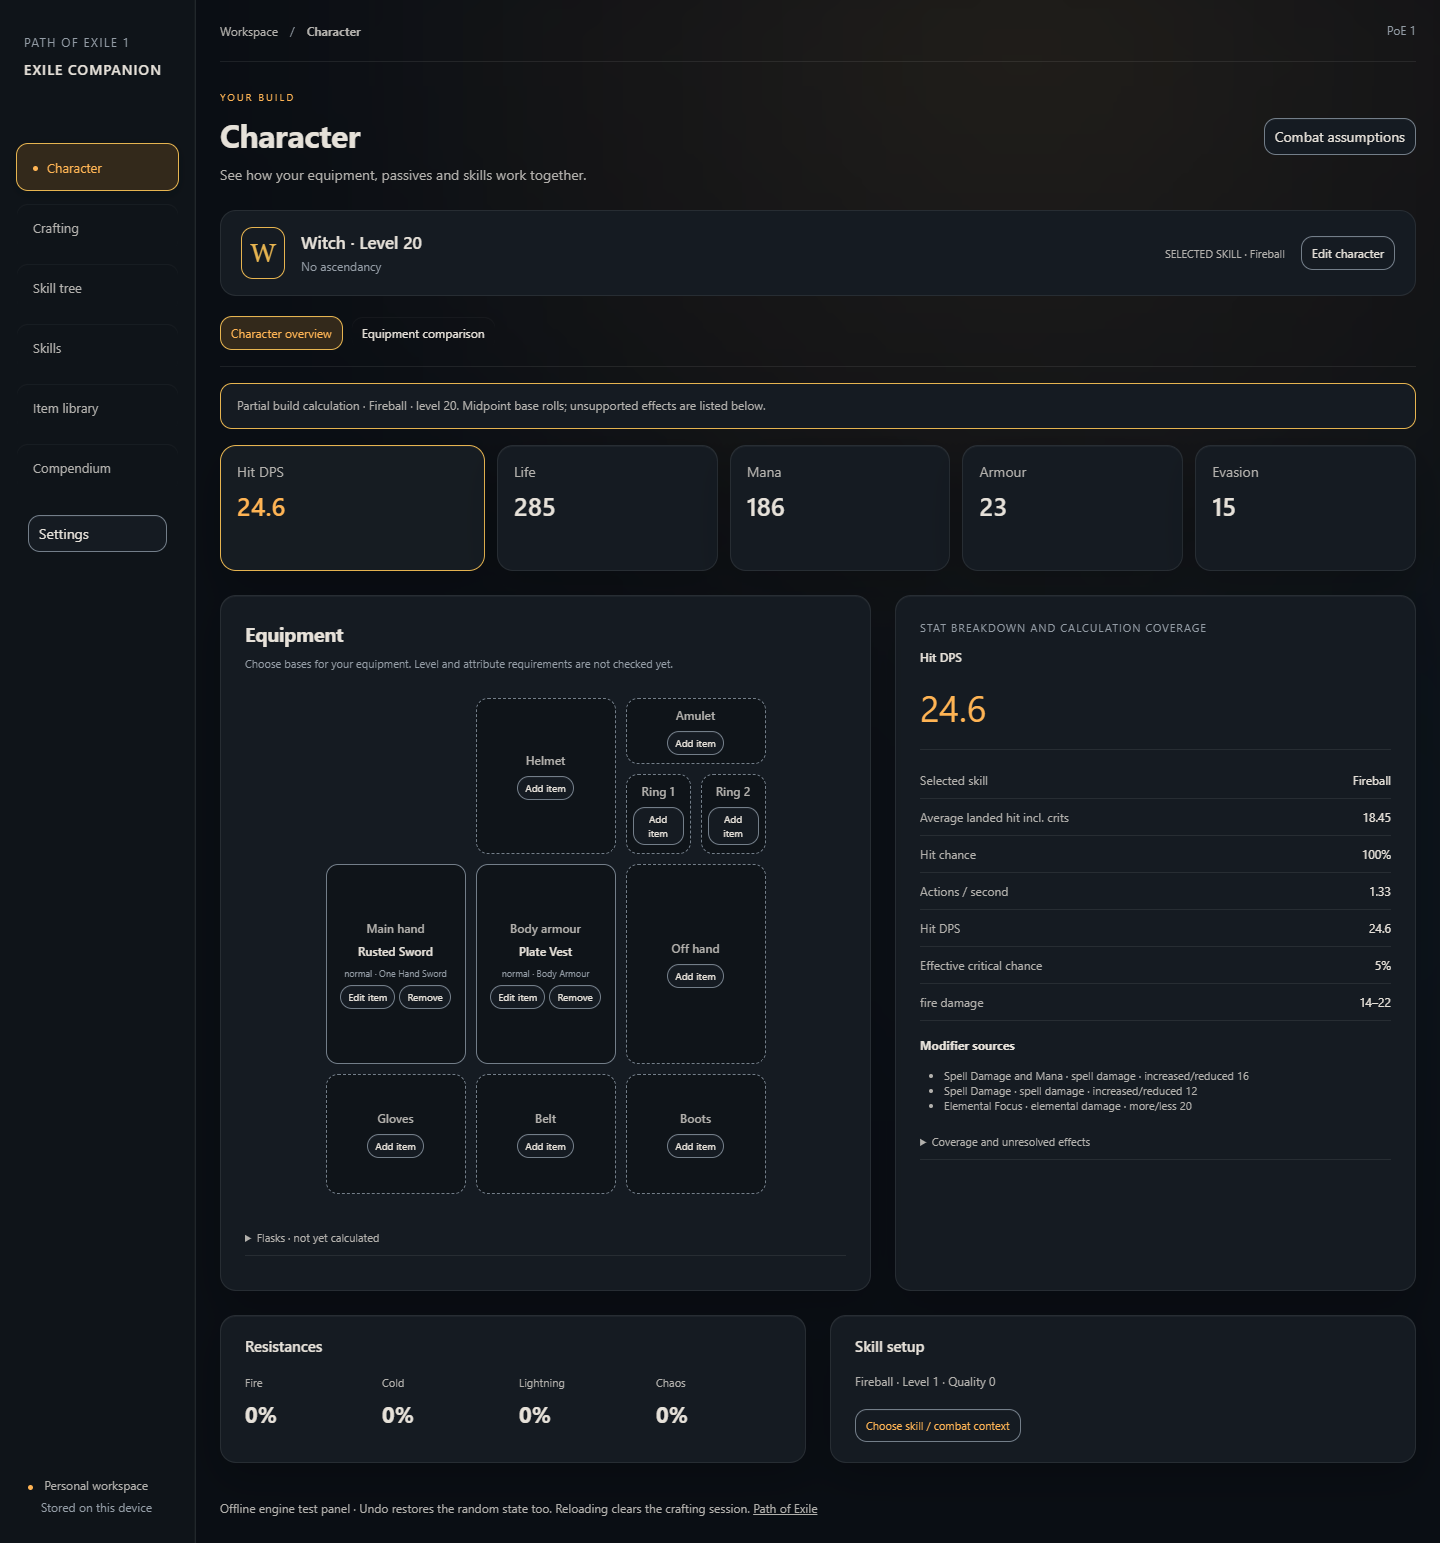 PATH OF EXILE 1
EXILE COMPANION
Character
Crafting
Skill tree
Skills
Item library
Compendium
Settings
Personal workspace
Stored on this device
Workspace / Character
PoE 1
YOUR BUILD
Character
Combat assumptions
See how your equipment, passives and skills work together.
W
Witch · Level 20
No ascendancy
SELECTED SKILL · Fireball
Edit character
Character overview
Equipment comparison
Partial build calculation · Fireball · level 20. Midpoint base rolls; unsupported effects are listed below.
Hit DPS
24.6
Life
285
Mana
186
Armour
23
Evasion
15
Equipment
Choose bases for your equipment. Level and attribute requirements are not checked yet.
Helmet
Add item
Amulet
Add item
Ring 1
Add
item
Ring 2
Add
item
Main hand
Rusted Sword
normal · One Hand Sword
Edit item
Remove
Body armour
Plate Vest
normal · Body Armour
Edit item
Remove
Off hand
Add item
Gloves
Add item
Belt
Add item
Boots
Add item
Flasks · not yet calculated
STAT BREAKDOWN AND CALCULATION COVERAGE
Hit DPS
24.6
Selected skill Fireball
Average landed hit incl. crits 18.45
Hit chance 100%
Actions / second 1.33
Hit DPS 24.6
Effective critical chance 5%
fire damage 14–22
Modifier sources
Spell Damage and Mana · spell damage · increased/reduced 16
Spell Damage · spell damage · increased/reduced 12
Elemental Focus · elemental damage · more/less 20
Coverage and unresolved effects
Resistances
Fire
0%
Cold
0%
Lightning
0%
Chaos
0%
Skill setup
Fireball · Level 1 · Quality 0
Choose skill / combat context
Offline engine test panel · Undo restores the random state too. Reloading clears the crafting session. Path of Exile